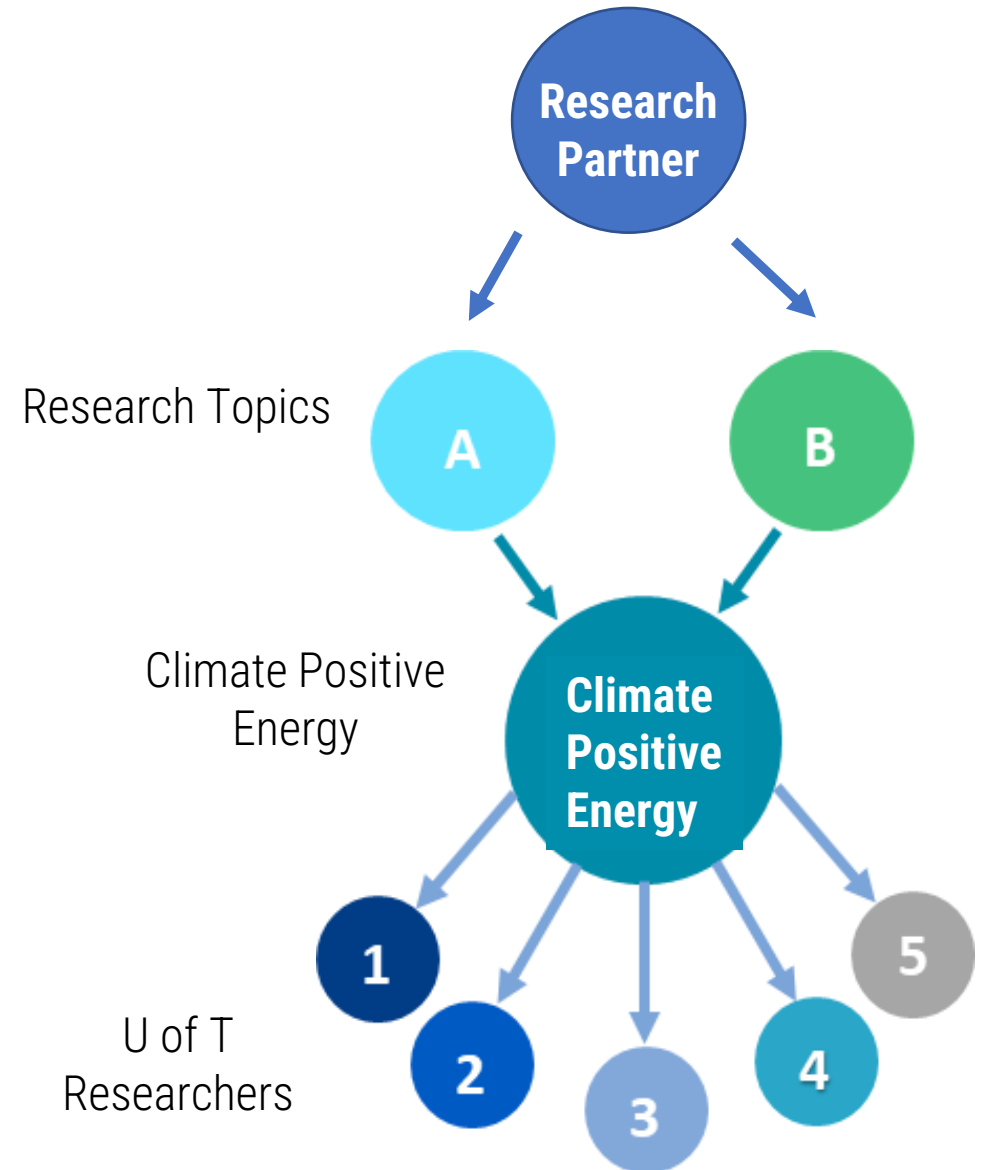 Research
Partner
Research Topics
A
B
Climate Positive
Energy
Climate
Positive
Energy
1
2
3
4
5
U of T
Researchers